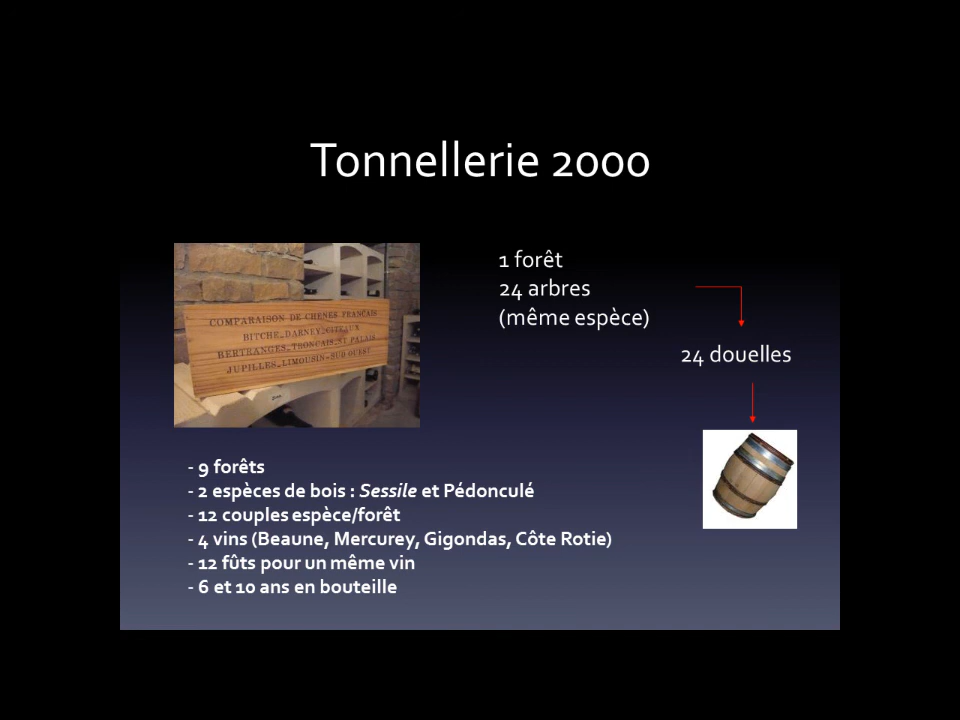 Tonnellerie 2000
COMPARAISON DE CHENES FRANCAIS
BITCHE_DARNEY_CITEAUX
BERTRANGES_TRONCAIS_ST PALAIS
JUPILLES_LIMOUSIN_SUD OUEST
1 forêt
24 arbres
(même espèce)
24 douelles
- 9 forêts
- 2 espèces de bois : Sessile et Pédonculé
- 12 couples espèce/forêt
- 4 vins (Beaune, Mercurey, Gigondas, Côte Rotie)
- 12 fûts pour un même vin
- 6 et 10 ans en bouteille